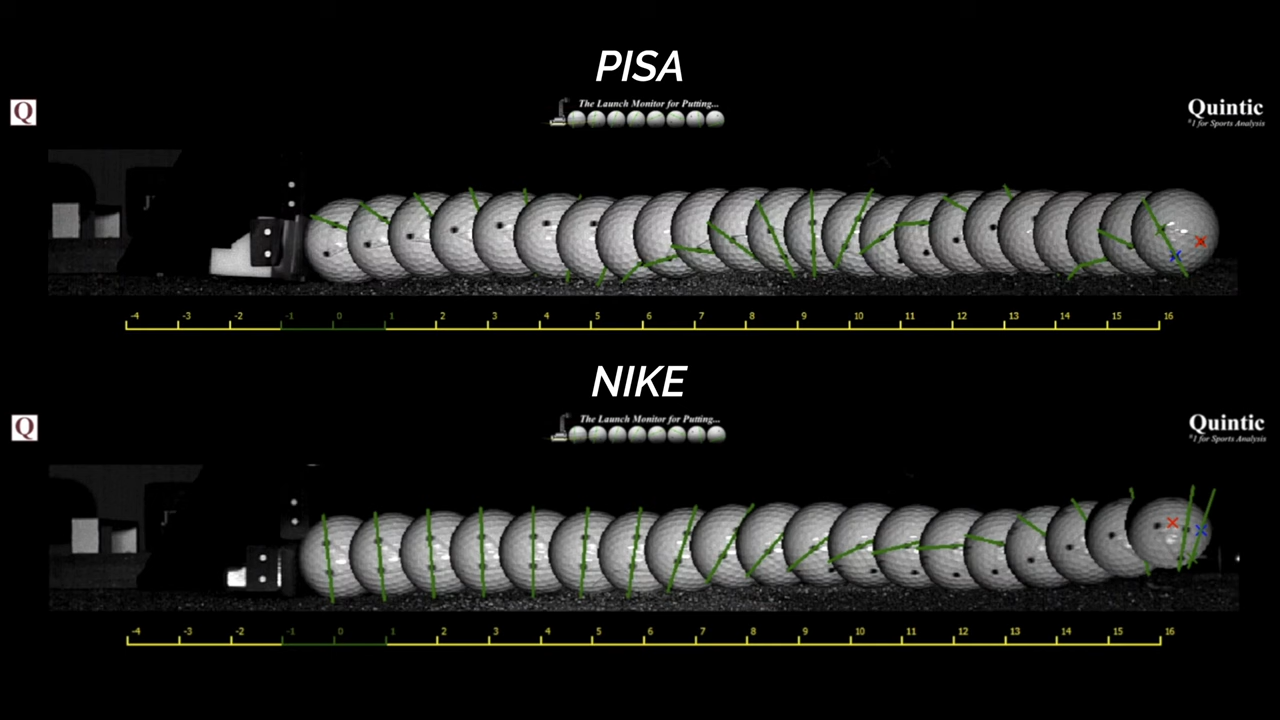 PISA
Q
The Launch Monitor for Putting...
Quintic
#1 for Sports Analysis
-4 -3 -2 -1 0 1 2 3 4 5 6 7 8 9 10 11 12 13 14 15 16
NIKE
Q
The Launch Monitor for Putting...
Quintic
#1 for Sports Analysis
-4 -3 -2 -1 0 1 2 3 4 5 6 7 8 9 10 11 12 13 14 15 16